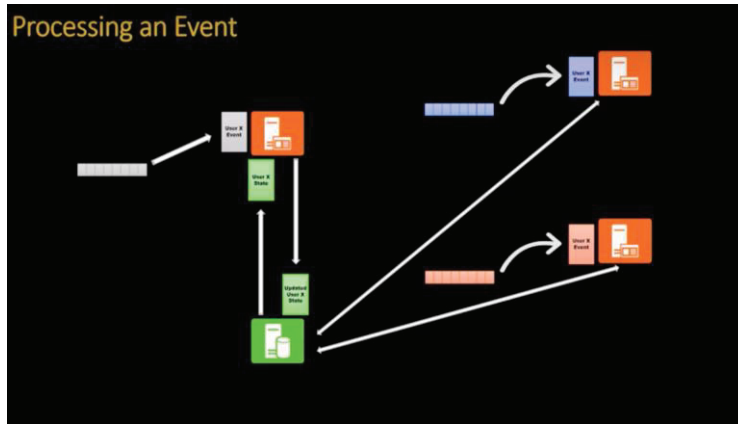 Processing an Event
User X
Event
User X
State
Updated
User X
State
User X
Event
User X
Event